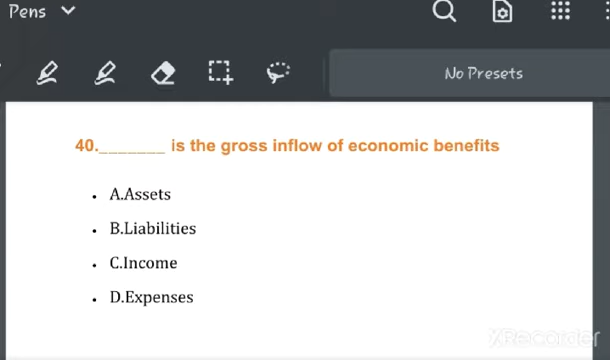 Pens
No Presets
40._______ is the gross inflow of economic benefits
A.Assets
B.Liabilities
C.Income
D.Expenses
XRecorder